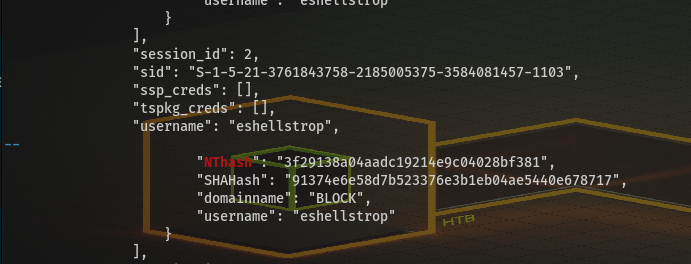 "username": "eshellstrop"
}
],
"session_id": 2,
"sid": "S-1-5-21-3761843758-2185005375-3584081457-1103",
"ssp_creds": [],
"tspkg_creds": [],
"username": "eshellstrop",
--
"NThash": "3f29138a04aadc19214e9c04028bf381",
"SHAHash": "91374e6e58d7b523376e3b1eb04ae5440e678717",
"domainname": "BLOCK",
"username": "eshellstrop"
}
],
HTB